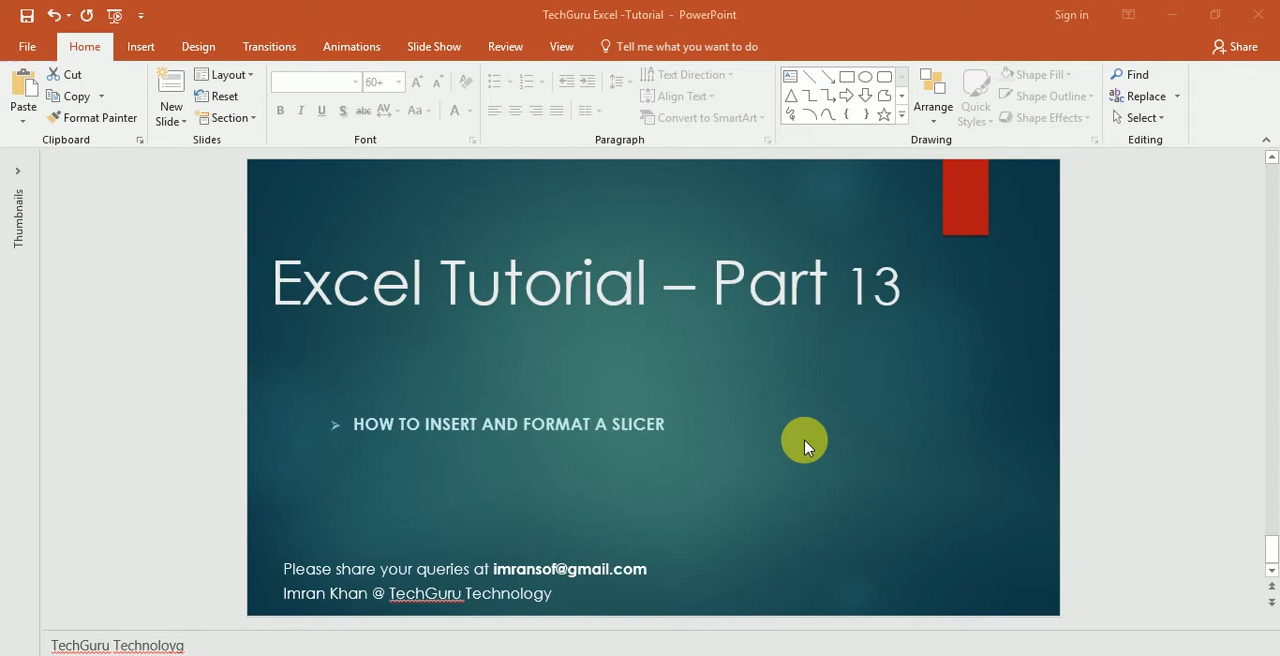 TechGuru Excel -Tutorial - PowerPoint
Sign in
File Home Insert Design Transitions Animations Slide Show Review View Tell me what you want to do Share
Cut
Copy
Format Painter
Paste
Clipboard
New Slide
Layout
Reset
Section
Slides
60+
Aa
Font
Text Direction
Align Text
Convert to SmartArt
Paragraph
Arrange
Quick Styles
Shape Fill
Shape Outline
Shape Effects
Drawing
Find
Replace
Select
Editing
Thumbnails
Excel Tutorial – Part 13
HOW TO INSERT AND FORMAT A SLICER
Please share your queries at imransof@gmail.com
Imran Khan @ TechGuru Technology
TechGuru Technoloyg